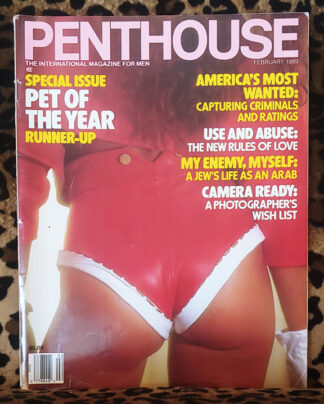 PENTHOUSE
THE INTERNATIONAL MAGAZINE FOR MEN
FEBRUARY 1989
SPECIAL ISSUE
PET OF
THE YEAR
RUNNER-UP
AMERICA'S MOST
WANTED:
CAPTURING CRIMINALS
AND RATINGS
USE AND ABUSE:
THE NEW RULES OF LOVE
MY ENEMY, MYSELF:
A JEW'S LIFE AS AN ARAB
CAMERA READY:
A PHOTOGRAPHER'S
WISH LIST